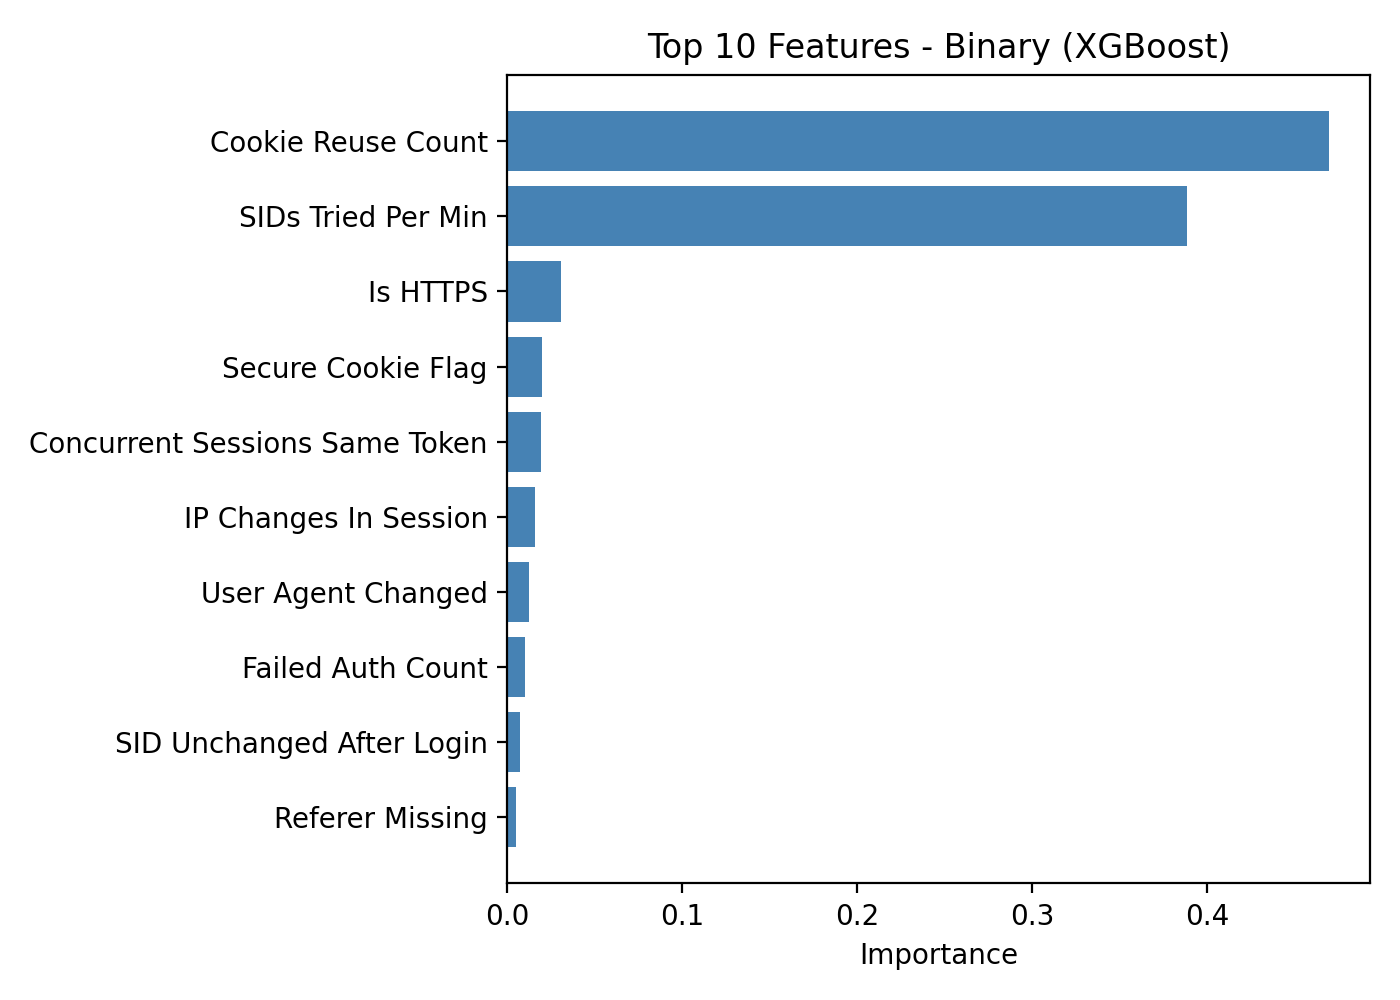 Top 10 Features - Binary (XGBoost)
Cookie Reuse Count
SIDs Tried Per Min
Is HTTPS
Secure Cookie Flag
Concurrent Sessions Same Token
IP Changes In Session
User Agent Changed
Failed Auth Count
SID Unchanged After Login
Referer Missing
0.0 0.1 0.2 0.3 0.4
Importance